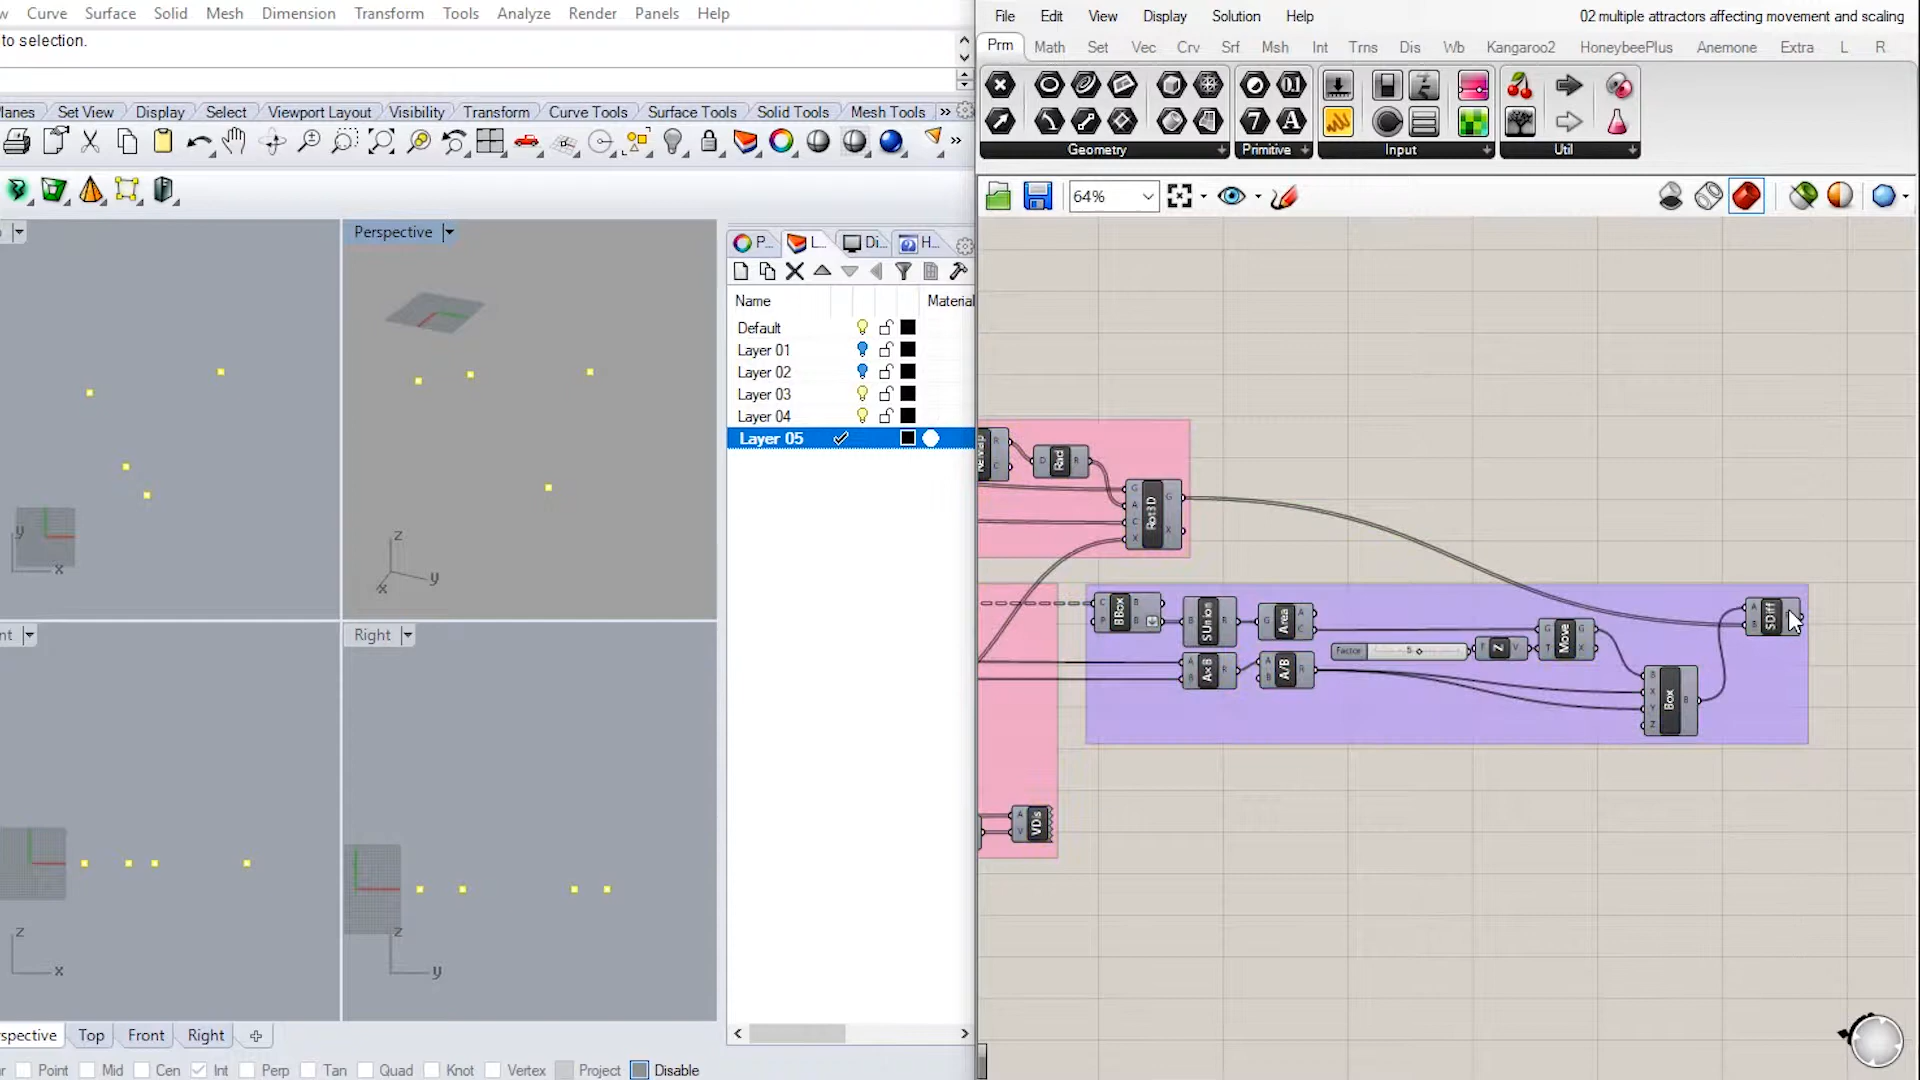 Curve Surface Solid Mesh Dimension Transform Tools Analyze Render Panels Help
to selection.
Set View Display Select Viewport Layout Visibility Transform Curve Tools Surface Tools Solid Tools Mesh Tools »
Perspective
Right
P... L... Di... H...
Name Material
Default
Layer 01
Layer 02
Layer 03
Layer 04
Layer 05
y x
z y x
z x
z y
Top Front Right
Point Mid Cen Int Perp Tan Quad Knot Vertex Project Disable
File Edit View Display Solution Help 02 multiple attractors affecting movement and scaling
Prm Math Set Vec Crv Srf Msh Int Trns Dis Wb Kangaroo2 HoneybeePlus Anemone Extra L R
Geometry Primitive Input Util
64%
R C D Rad R
G A C X Rot3D G X
C P BBox B B B SUnion R G Area A C
A B A×B R A B A/B R
Factor 5 F Z V
G T Move G X
B X Y Z Box B
A B SDiff
A V VDis